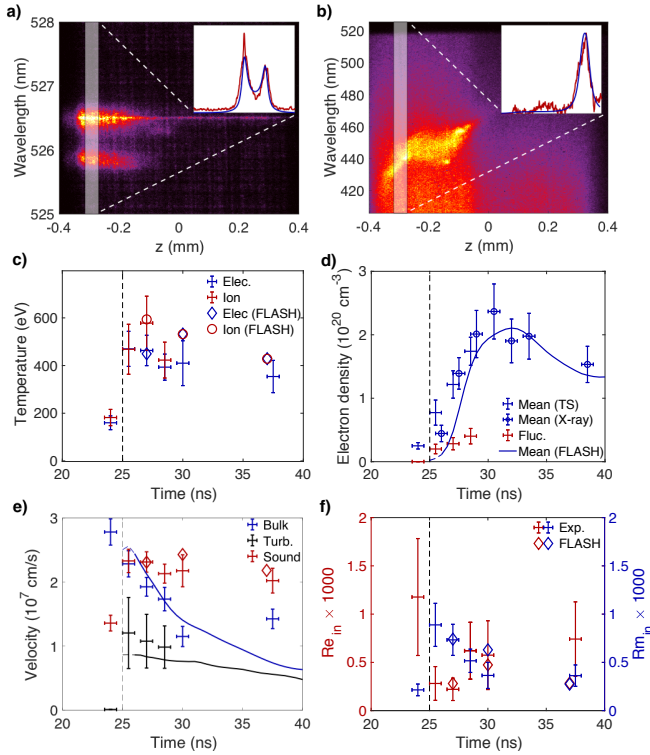 a)
528
527
526
525
Wavelength (nm)
-0.4
-0.2
0
0.2
0.4
z (mm)
b)
520
500
480
460
440
420
Wavelength (nm)
-0.4
-0.2
0
0.2
0.4
z (mm)
c)
600
400
200
0
Temperature (eV)
Elec.
Ion
Elec (FLASH)
Ion (FLASH)
20
25
30
35
40
Time (ns)
d)
3
2
1
0
Electron density (10^20 cm^-3)
Mean (TS)
Mean (X-ray)
Fluc.
Mean (FLASH)
20
25
30
35
40
Time (ns)
e)
3
2
1
0
Velocity (10^7 cm/s)
Bulk
Turb.
Sound
20
25
30
35
40
Time (ns)
f)
2
1.5
1
0.5
0
Re_in × 1000
Exp.
FLASH
2
1.5
1
0.5
0
Rm_in × 1000
20
25
30
35
40
Time (ns)